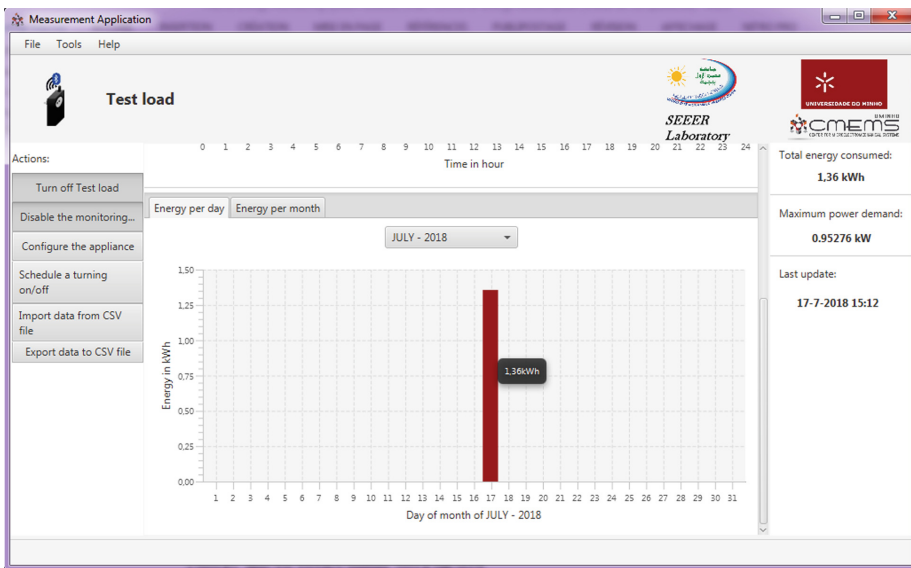 Measurement Application
File Tools Help
Test load
SEEER
Laboratory
UNIVERSIDADE DO MINHO
UMINHO
CMEMS
Actions:
Turn off Test load
Disable the monitoring...
Configure the appliance
Schedule a turning
on/off
Import data from CSV
file
Export data to CSV file
0 1 2 3 4 5 6 7 8 9 10 11 12 13 14 15 16 17 18 19 20 21 22 23 24
Time in hour
Energy per day Energy per month
JULY - 2018
Energy in kWh
1,50
1,25
1,00
0,75
0,50
0,25
0,00
1,36kWh
1 2 3 4 5 6 7 8 9 10 11 12 13 14 15 16 17 18 19 20 21 22 23 24 25 26 27 28 29 30 31
Day of month of JULY - 2018
Total energy consumed:
1,36 kWh
Maximum power demand:
0.95276 kW
Last update:
17-7-2018 15:12